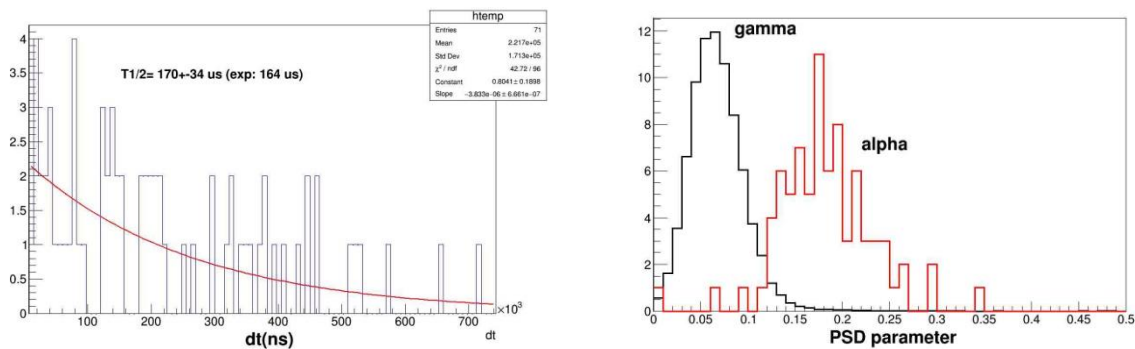 htemp
Entries 71
Mean 2.217e+05
Std Dev 1.713e+05
χ² / ndf 42.72 / 96
Constant 0.8041 ± 0.1898
Slope −3.833e−06 ± 6.661e−07
T1/2= 170+-34 us (exp: 164 us)
4
3.5
3
2.5
2
1.5
1
0.5
0
100 200 300 400 500 600 700 ×10³
dt
dt(ns)
gamma
alpha
12
10
8
6
4
2
0
0 0.05 0.1 0.15 0.2 0.25 0.3 0.35 0.4 0.45 0.5
PSD parameter